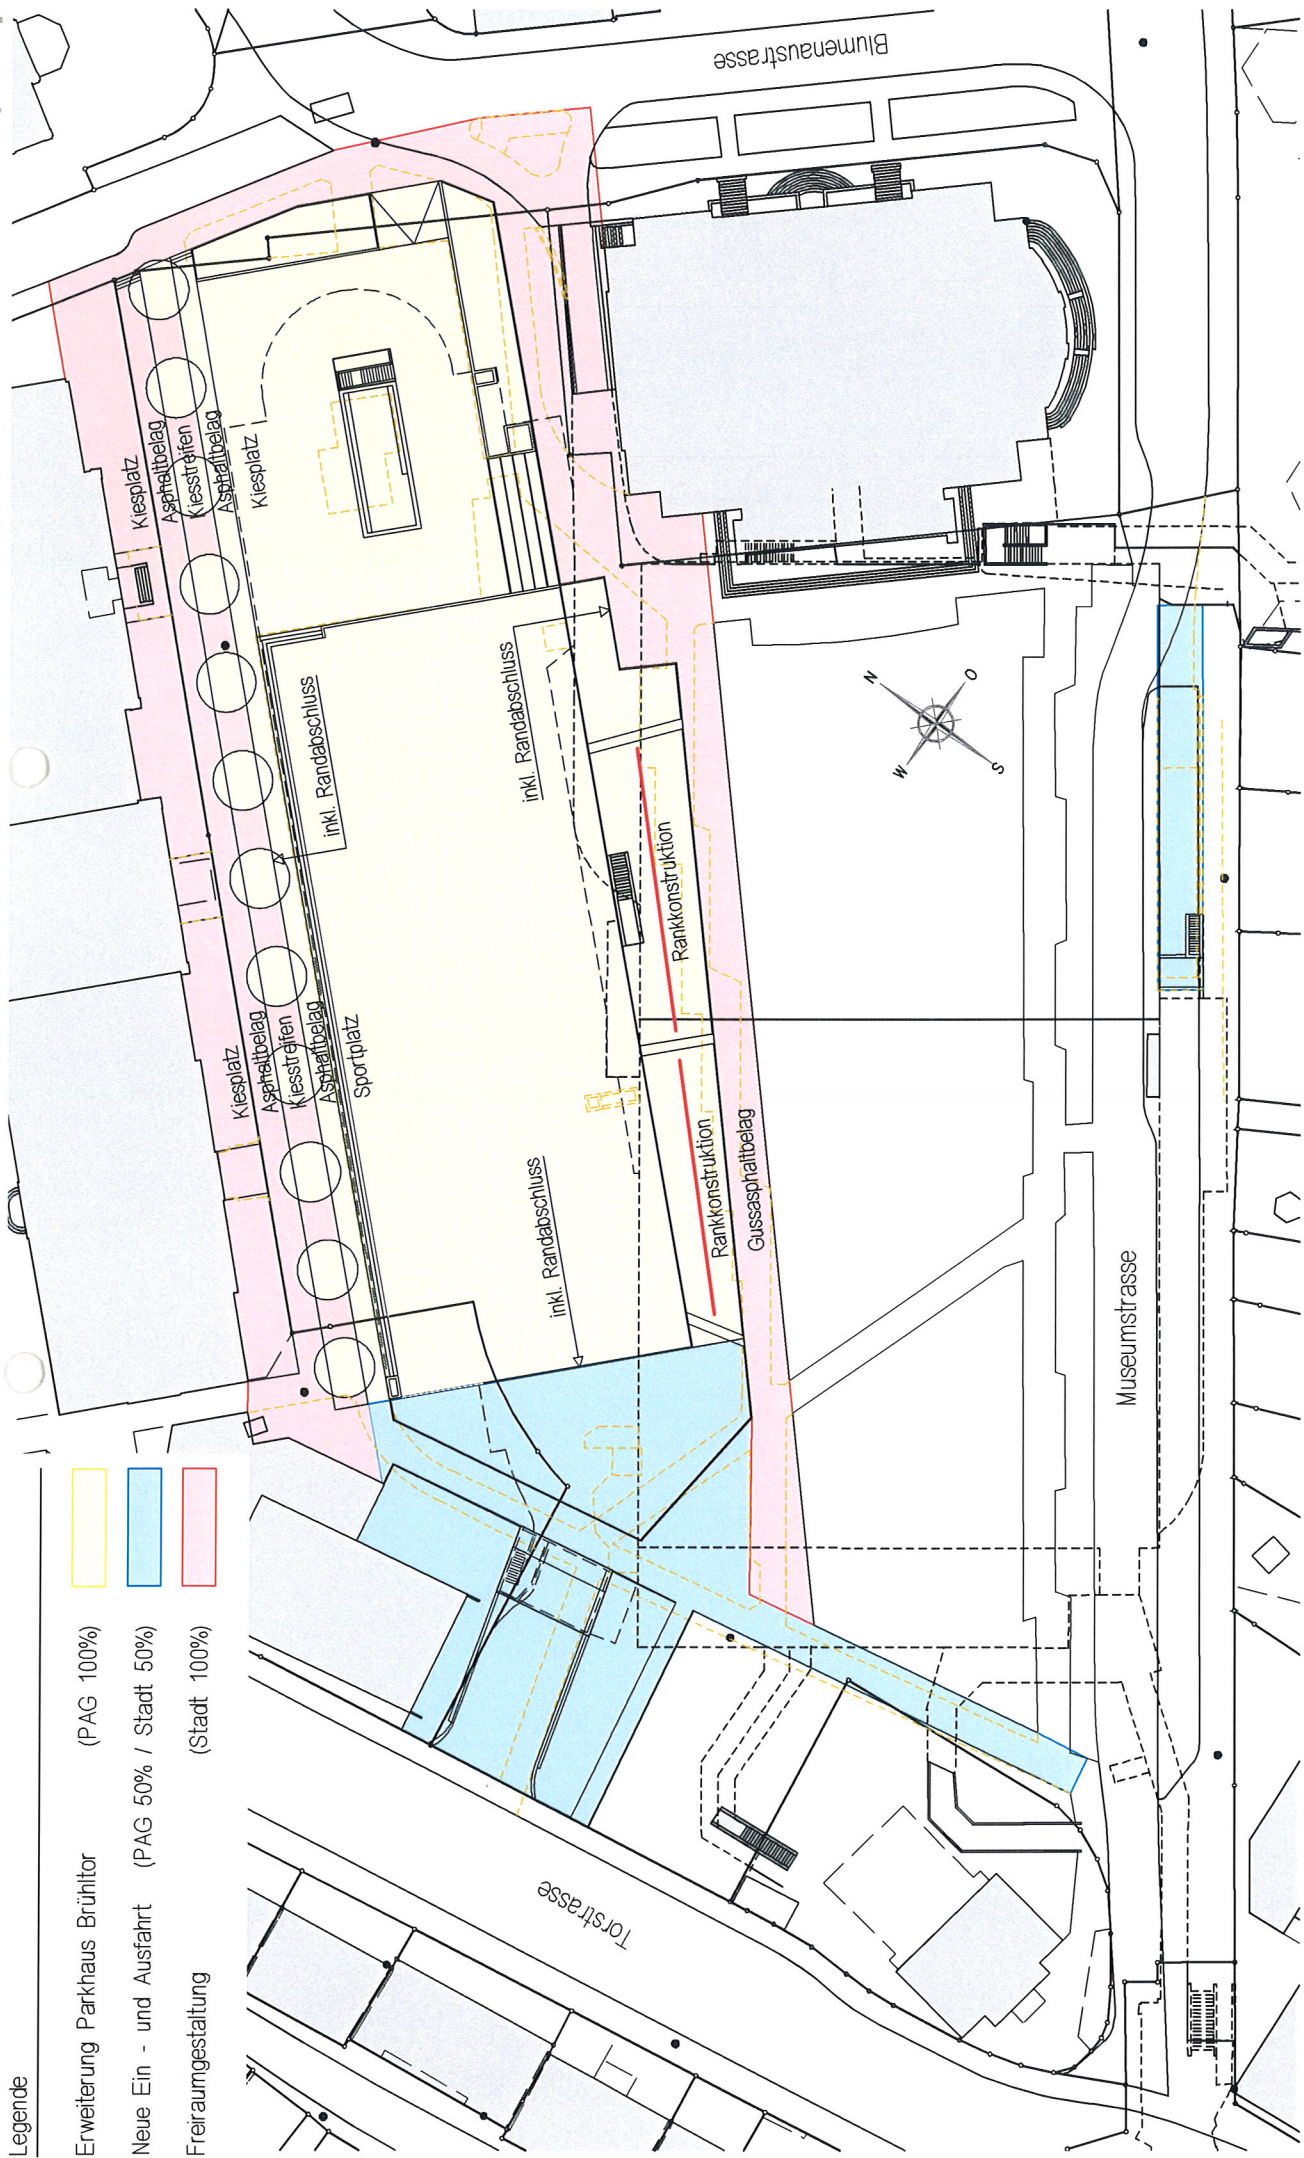 Legende
Erweiterung Parkhaus Brühltor (PAG 100%)
Neue Ein - und Ausfahrt (PAG 50% / Stadt 50%)
Freiraumgestaltung (Stadt 100%)
Blumenaustrasse
Kiesplatz
Asphaltbelag
Kiesstreifen
Asphaltbelag
Kiesplatz
inkl. Randabschluss
inkl. Randabschluss
Rankkonstruktion
N
O
S
W
Kiesplatz
Asphaltbelag
Kiesstreifen
Asphaltbelag
Sportplatz
inkl. Randabschluss
Rankkonstruktion
Gussasphaltbelag
Museumstrasse
Torstrasse